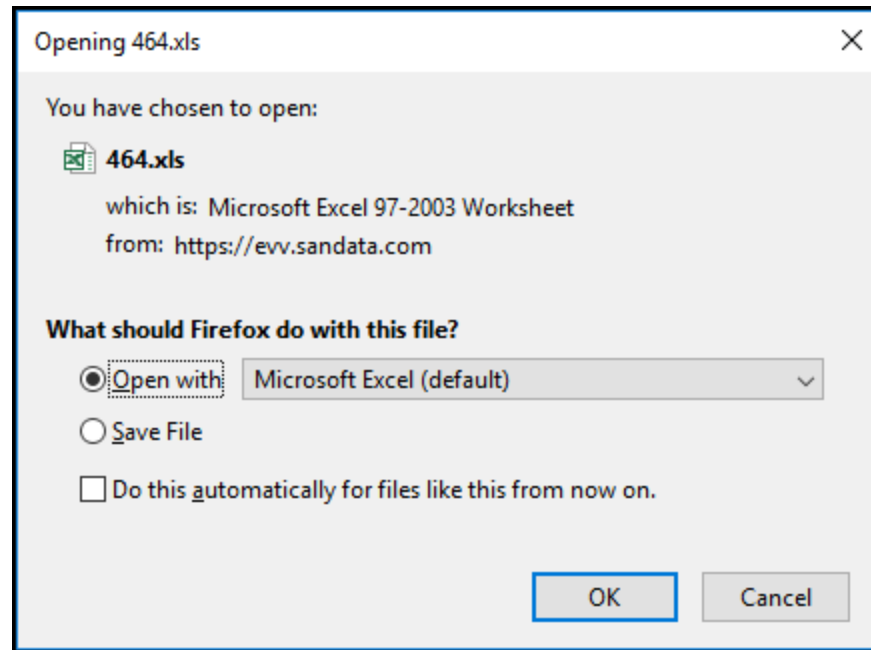 Opening 464.xls
You have chosen to open:
464.xls
which is: Microsoft Excel 97-2003 Worksheet
from: https://evv.sandata.com
What should Firefox do with this file?
Open with Microsoft Excel (default)
Save File
Do this automatically for files like this from now on.
OK Cancel